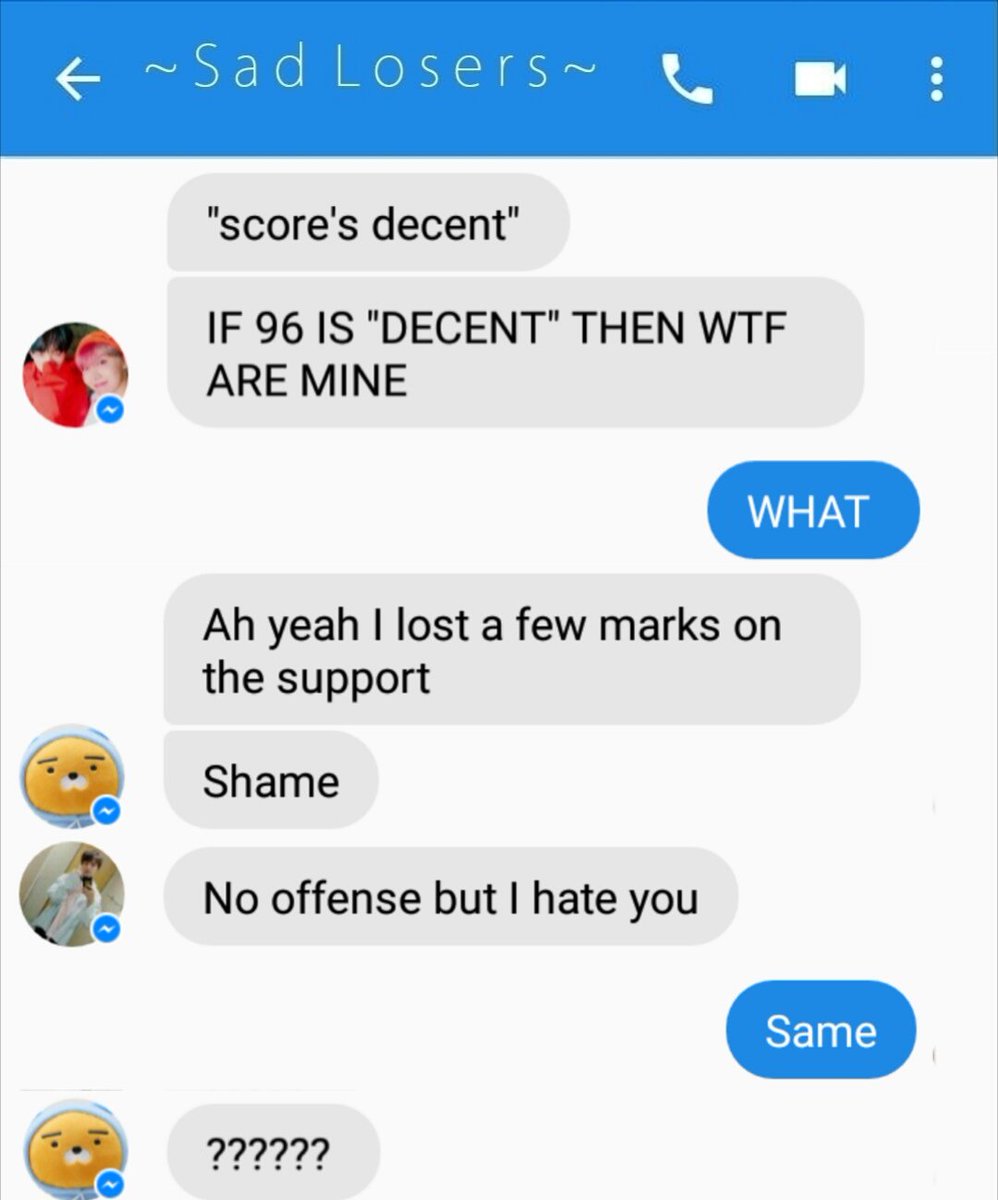 ~Sad Losers~
"score's decent"
IF 96 IS "DECENT" THEN WTF
ARE MINE
WHAT
Ah yeah I lost a few marks on
the support
Shame
No offense but I hate you
Same
??????